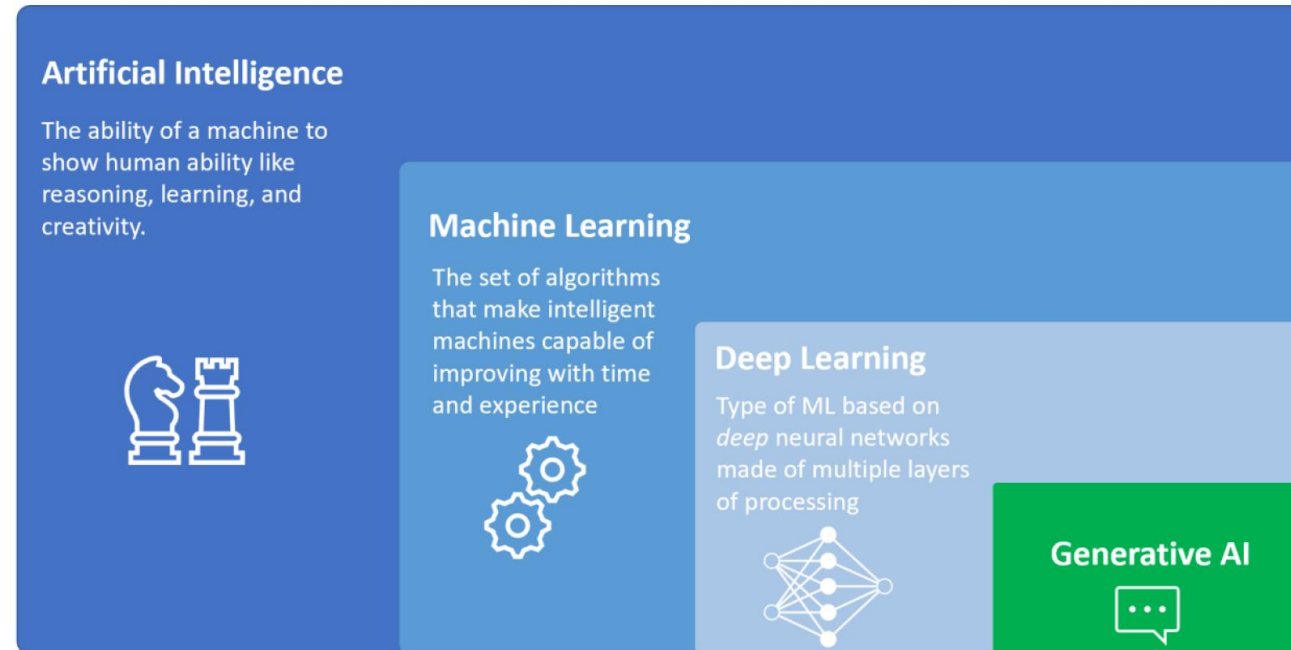 Artificial Intelligence
The ability of a machine to
show human ability like
reasoning, learning, and
creativity.
Machine Learning
The set of algorithms
that make intelligent
machines capable of
improving with time
and experience
Deep Learning
Type of ML based on
deep neural networks
made of multiple layers
of processing
Generative AI